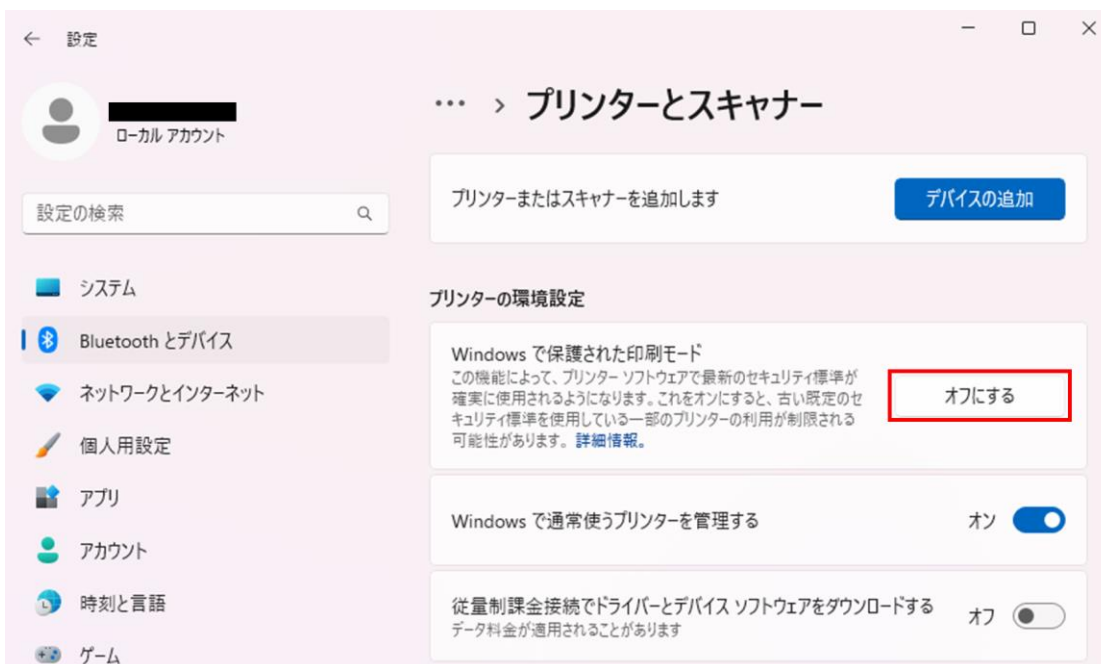 設定
ローカル アカウント
設定の検索
システム
Bluetooth とデバイス
ネットワークとインターネット
個人用設定
アプリ
アカウント
時刻と言語
ゲーム
… › プリンターとスキャナー
プリンターまたはスキャナーを追加します
デバイスの追加
プリンターの環境設定
Windows で保護された印刷モード
この機能によって、プリンター ソフトウェアで最新のセキュリティ標準が
確実に使用されるようになります。これをオンにすると、古い既定のセ
キュリティ標準を使用している一部のプリンターの利用が制限される
可能性があります。詳細情報。
オフにする
Windows で通常使うプリンターを管理する
オン
従量制課金接続でドライバーとデバイス ソフトウェアをダウンロードする
データ料金が適用されることがあります
オフ